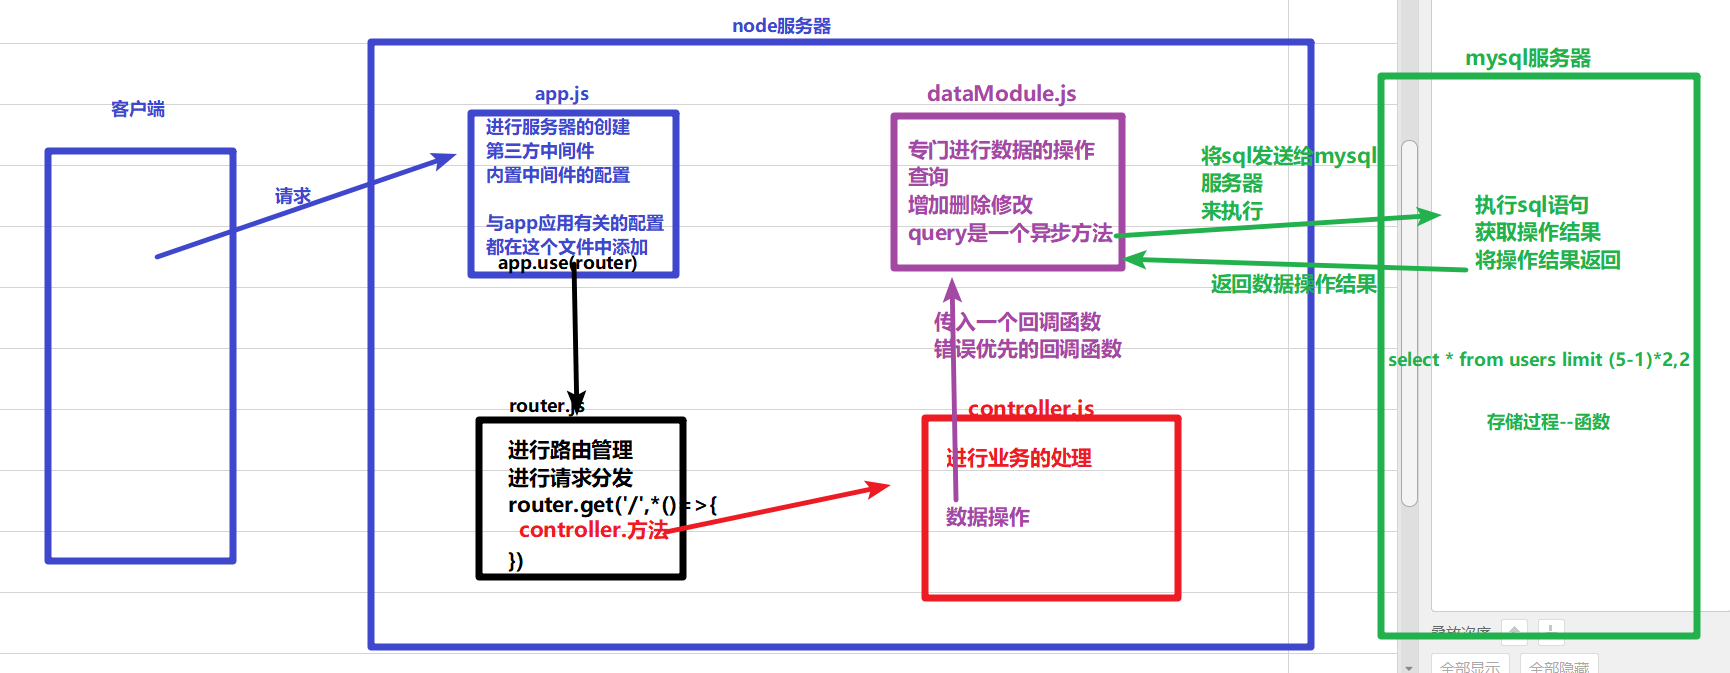 node服务器
客户端
请求
app.js
进行服务器的创建
第三方中间件
内置中间件的配置
与app应用有关的配置
都在这个文件中添加
app.use(router)
router.js
进行路由管理
进行请求分发
router.get('/',*()=>{
controller.方法
})
dataModule.js
专门进行数据的操作
查询
增加删除修改
query是一个异步方法
传入一个回调函数
错误优先的回调函数
controller.js
进行业务的处理
数据操作
将sql发送给mysql
服务器
来执行
返回数据操作结果
mysql服务器
执行sql语句
获取操作结果
将操作结果返回
select * from users limit (5-1)*2,2
存储过程--函数
叠放次序
全部显示
全部隐藏